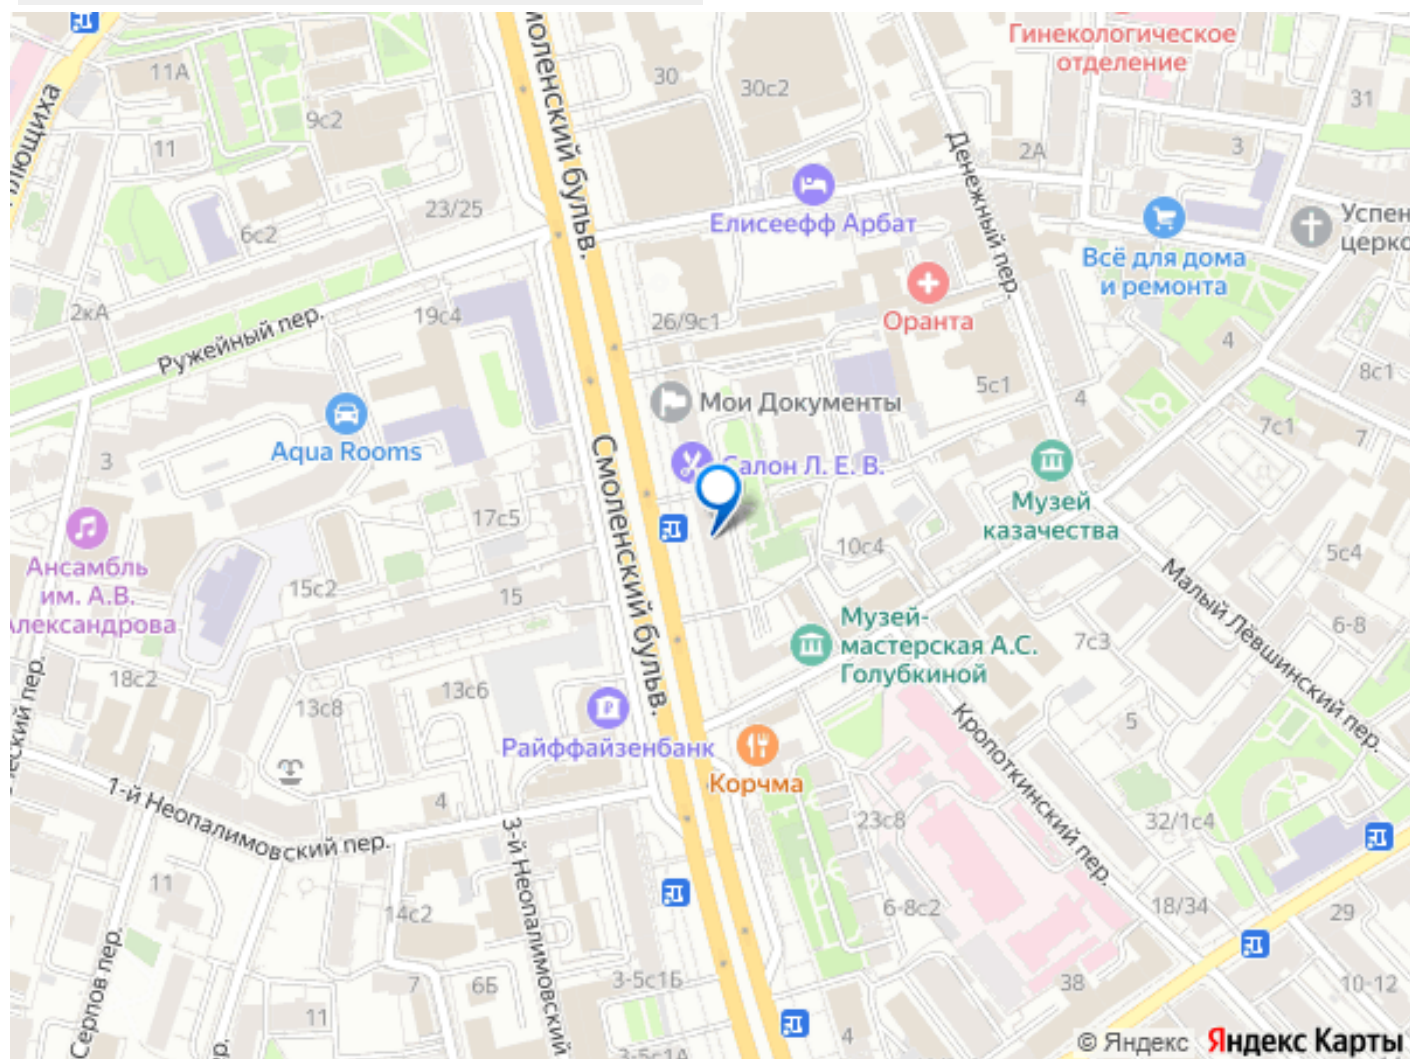 Гинекологическое
отделение
11А
30
30с2
31
9с2
11
Смоленский бульв.
Денежный пер.
2А
3
23/25
6с2
Елисеефф Арбат
Всё для дома
и ремонта
2кА
Ружейный пер.
19с4
26/9с1
Оранта
4
5с1
4
8с1
Мои Документы
7с1
7
Aqua Rooms
3
Салон Л. Е. В.
Смоленский бульв.
Музей
казачества
17с5
10с4
5с4
Ансамбль
им. А.В.
15с2
15
Малый Лёвшинский пер.
Музей-
мастерская А.С.
Голубкиной
7с3
6-8
18с2
13с8
13с6
5
Райффайзенбанк
Корчма
Кропоткинский пер.
1-й Неопалимовский пер.
4
3-й Неопалимовский
23с8
32/1с4
11
14с2
6-8с2
18/34
29
Серпов пер.
7
6Б
3-5с1Б
38
10-12
11
4
3-5с1А
© Яндекс Яндекс Карты